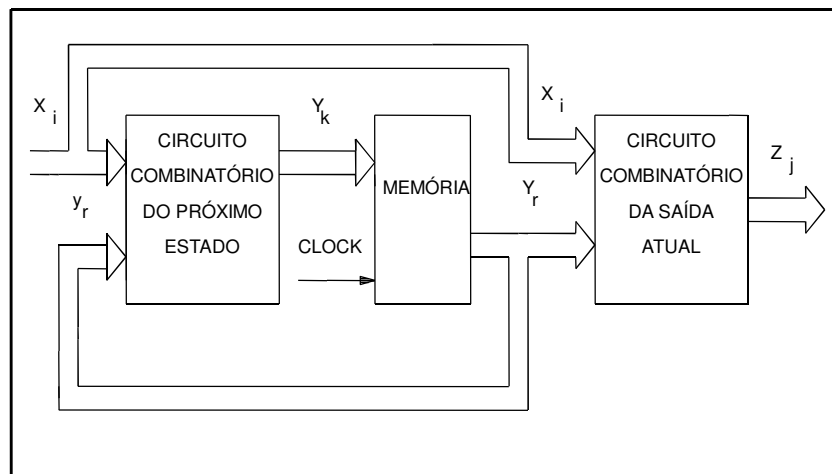 X i
Y k
X i
CIRCUITO
COMBINATÓRIO
DO PRÓXIMO
ESTADO
y r
CLOCK
MEMÓRIA
Y r
CIRCUITO
COMBINATÓRIO
DA SAÍDA
ATUAL
Z j